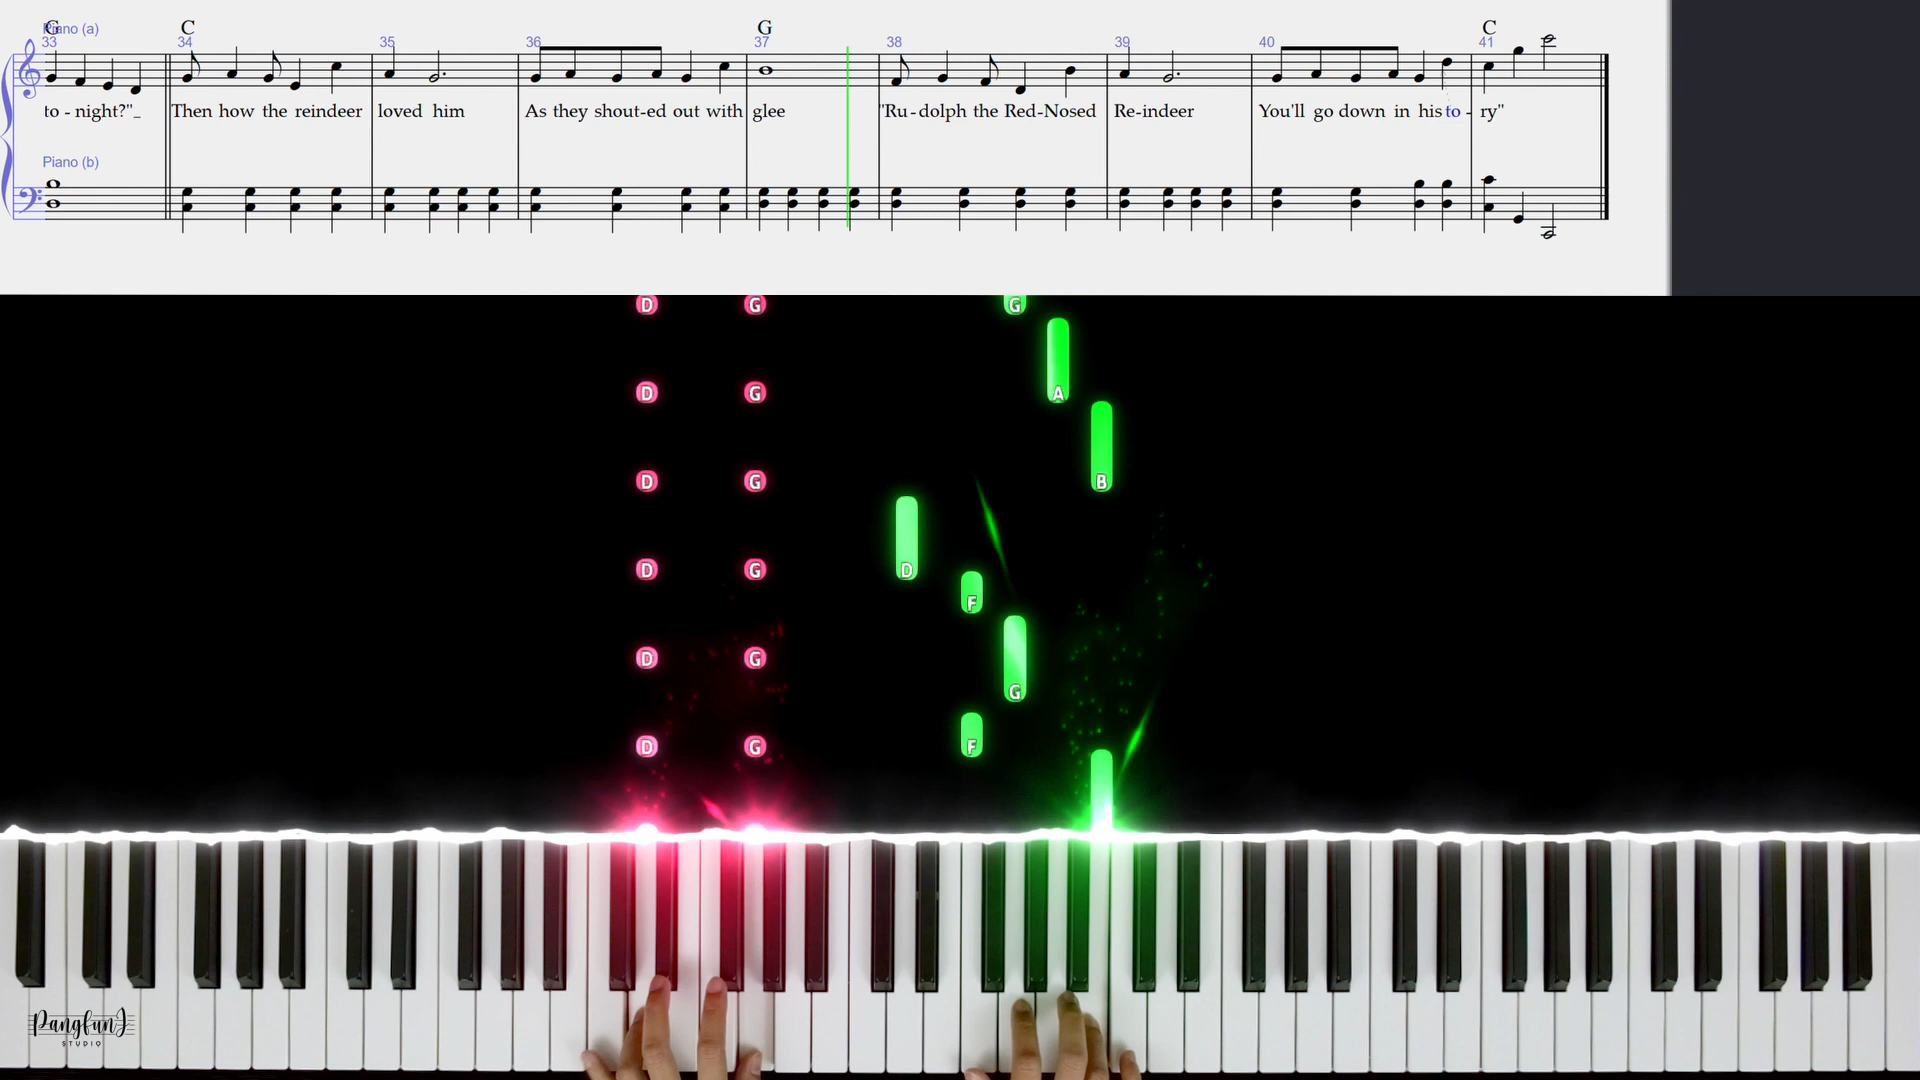 Piano (a)
G C G C
33 34 35 36 37 38 39 40 41
to - night?"_ Then how the reindeer loved him As they shout-ed out with glee "Ru-dolph the Red-Nosed Re-indeer You'll go down in his to - ry"
Piano (b)
D G G
A
D G
B
D G
D G D
F
D G
G
D G F
PangfunJ
STUDIO